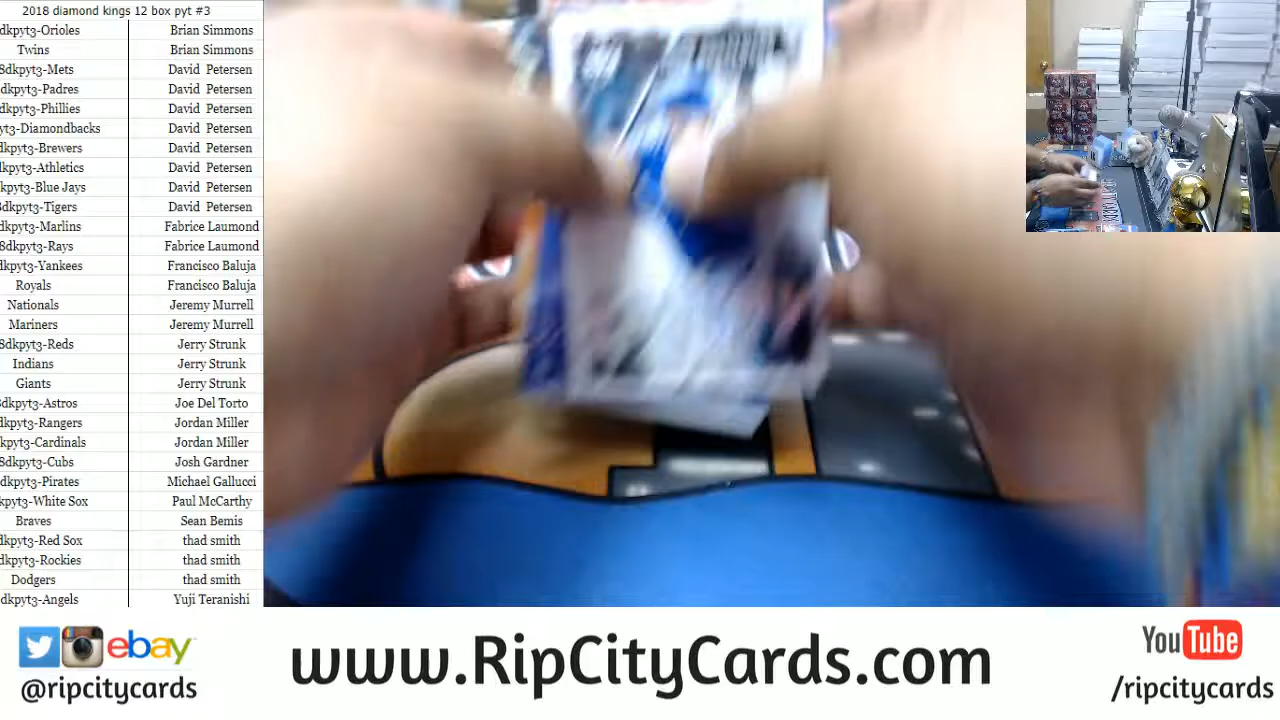 2018 diamond kings 12 box pyt #3
dkpyt3-Orioles Brian Simmons
Twins Brian Simmons
8dkpyt3-Mets David Petersen
dkpyt3-Padres David Petersen
dkpyt3-Phillies David Petersen
yt3-Diamondbacks David Petersen
dkpyt3-Brewers David Petersen
dkpyt3-Athletics David Petersen
kpyt3-Blue Jays David Petersen
8dkpyt3-Tigers David Petersen
dkpyt3-Marlins Fabrice Laumond
8dkpyt3-Rays Fabrice Laumond
dkpyt3-Yankees Francisco Baluja
Royals Francisco Baluja
Nationals Jeremy Murrell
Mariners Jeremy Murrell
8dkpyt3-Reds Jerry Strunk
Indians Jerry Strunk
Giants Jerry Strunk
dkpyt3-Astros Joe Del Torto
dkpyt3-Rangers Jordan Miller
kpyt3-Cardinals Jordan Miller
8dkpyt3-Cubs Josh Gardner
dkpyt3-Pirates Michael Gallucci
kpyt3-White Sox Paul McCarthy
Braves Sean Bemis
dkpyt3-Red Sox thad smith
dkpyt3-Rockies thad smith
Dodgers thad smith
dkpyt3-Angels Yuji Teranishi
ebay
@ripcitycards
www.RipCityCards.com
YouTube
/ripcitycards